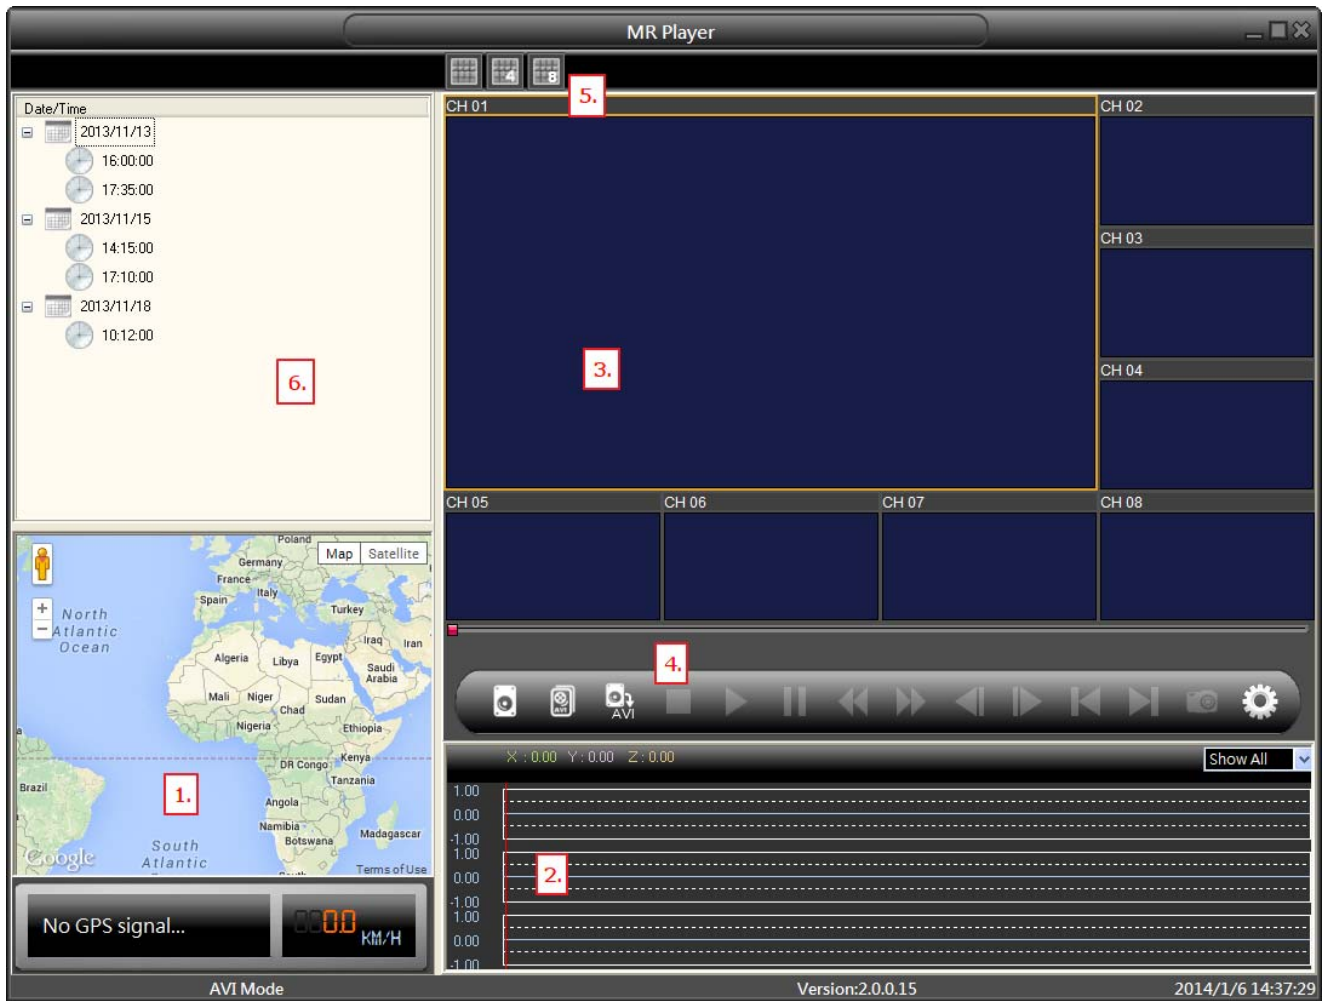 MR Player
4
8
5.
Date/Time
2013/11/13
16:00:00
17:35:00
2013/11/15
14:15:00
17:10:00
2013/11/18
10:12:00
6.
CH 01
CH 02
CH 03
CH 04
3.
CH 05
CH 06
CH 07
CH 08
Map
Satellite
Poland
Germany
France
Italy
Spain
Turkey
North
Atlantic
Ocean
Iraq
Iran
Algeria
Libya
Egypt
Saudi
Arabia
Mali
Niger
Chad
Sudan
Nigeria
Ethiopia
Kenya
DR Congo
Tanzania
Brazil
1.
Angola
Namibia
Botswana
Madagascar
South
Atlantic
Google
Terms of Use
No GPS signal...
0.0
KM/H
4.
AVI
AVI
X : 0.00 Y : 0.00 Z : 0.00
Show All
1.00
0.00
-1.00
1.00
0.00
-1.00
1.00
0.00
-1.00
2.
AVI Mode
Version:2.0.0.15
2014/1/6 14:37:29